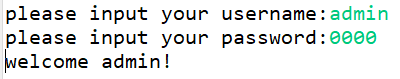 please input your username:admin
please input your password:0000
welcome admin!